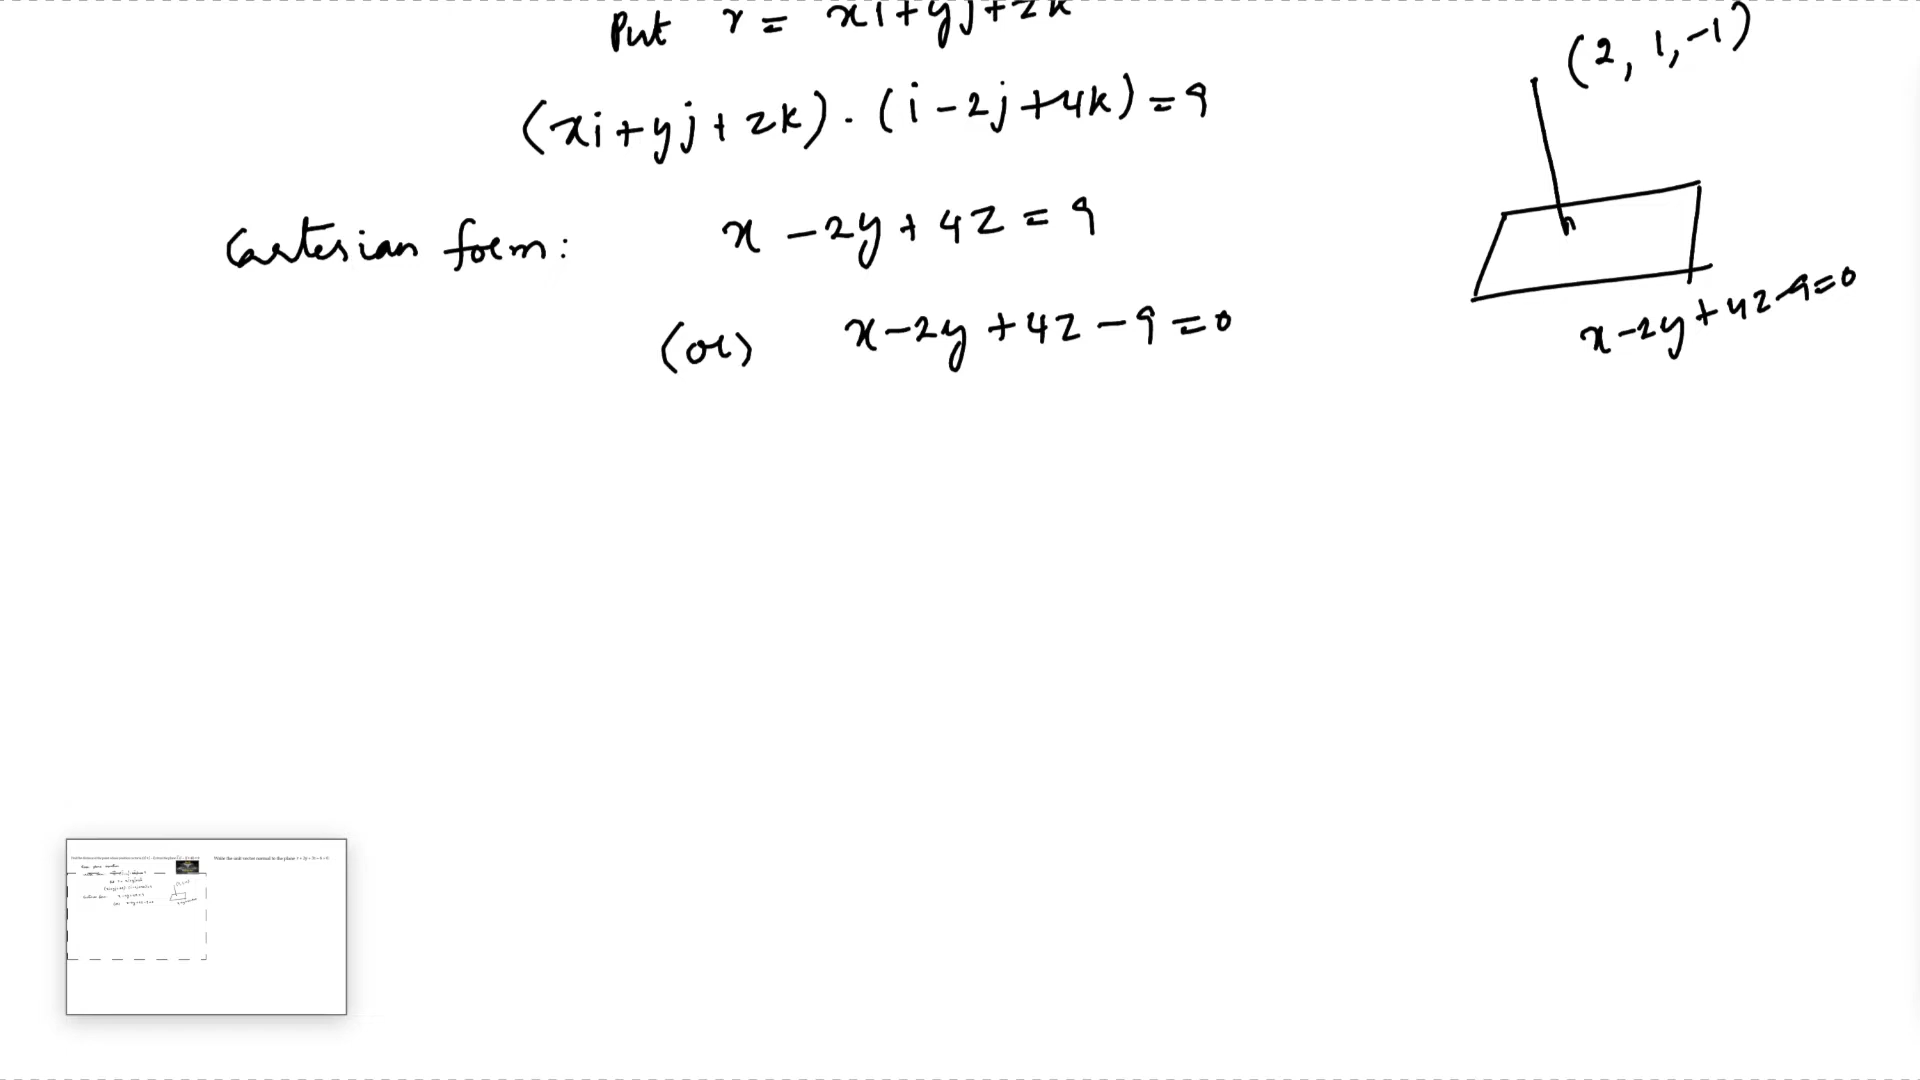 Put r = xi+yj+zk
(xi+yj+zk).(i-2j+4k)=9
Cartesian form: x-2y+4z=9
(or) x-2y+4z-9=0
(2,1,-1)
x-2y+4z-9=0